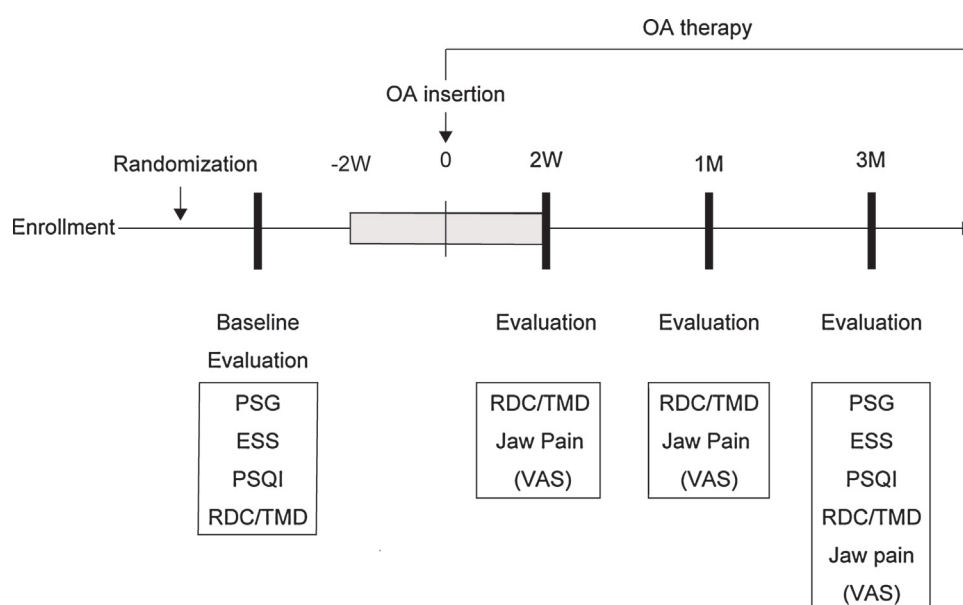 OA therapy
OA insertion
Randomization
-2W
0
2W
1M
3M
Enrollment
Baseline
Evaluation
PSG
ESS
PSQI
RDC/TMD
Evaluation
RDC/TMD
Jaw Pain
(VAS)
Evaluation
RDC/TMD
Jaw Pain
(VAS)
Evaluation
PSG
ESS
PSQI
RDC/TMD
Jaw pain
(VAS)